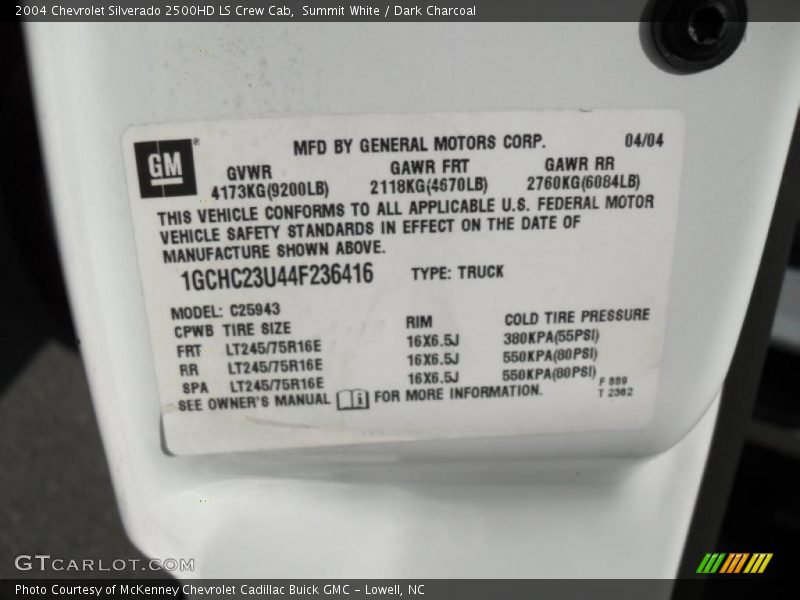 2004 Chevrolet Silverado 2500HD LS Crew Cab, Summit White / Dark Charcoal
GM®
MFD BY GENERAL MOTORS CORP. 04/04
GVWR GAWR FRT GAWR RR
4173KG(9200LB) 2118KG(4670LB) 2760KG(6084LB)
THIS VEHICLE CONFORMS TO ALL APPLICABLE U.S. FEDERAL MOTOR
VEHICLE SAFETY STANDARDS IN EFFECT ON THE DATE OF
MANUFACTURE SHOWN ABOVE.
1GCHC23U44F236416 TYPE: TRUCK
MODEL: C25943
CPWB TIRE SIZE RIM COLD TIRE PRESSURE
FRT LT245/75R16E 16X6.5J 380KPA(55PSI)
RR LT245/75R16E 16X6.5J 550KPA(80PSI)
SPA LT245/75R16E 16X6.5J 550KPA(80PSI)
SEE OWNER'S MANUAL FOR MORE INFORMATION.
F 889
T 2382
GTCARLOT.COM
Photo Courtesy of McKenney Chevrolet Cadillac Buick GMC - Lowell, NC